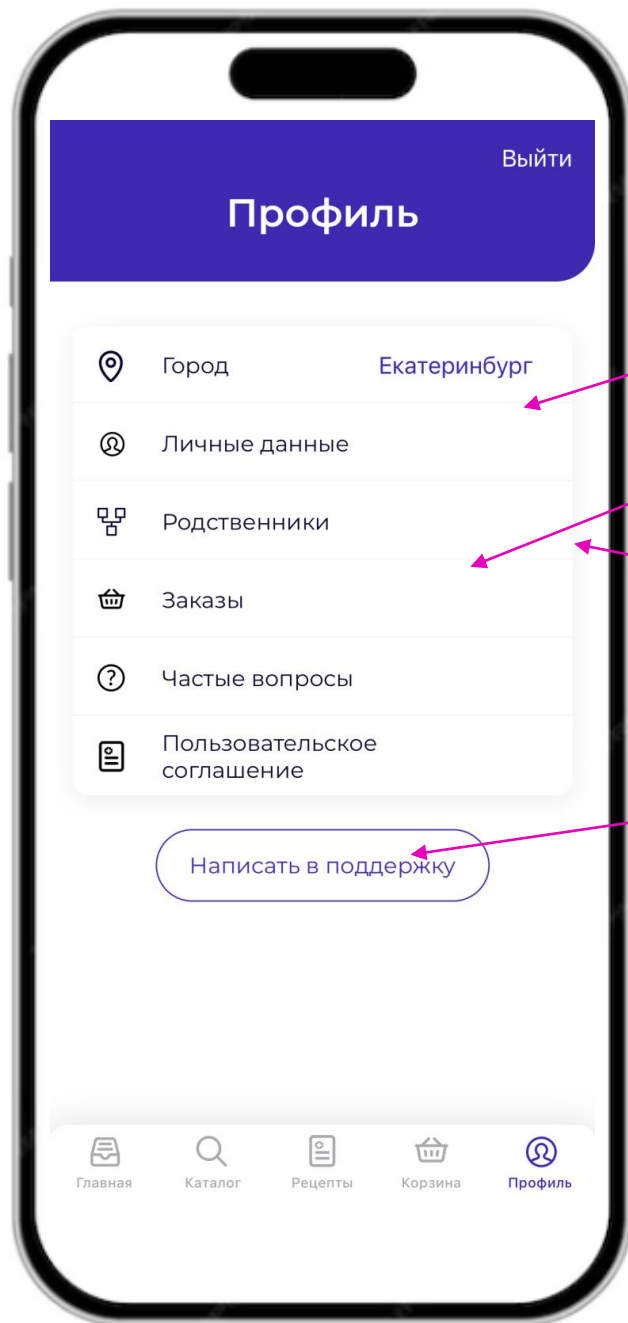 Выйти
Профиль
Город Екатеринбург
Личные данные
Родственники
Заказы
Частые вопросы
Пользовательское
соглашение
Написать в поддержку
Главная Каталог Рецепты Корзина Профиль